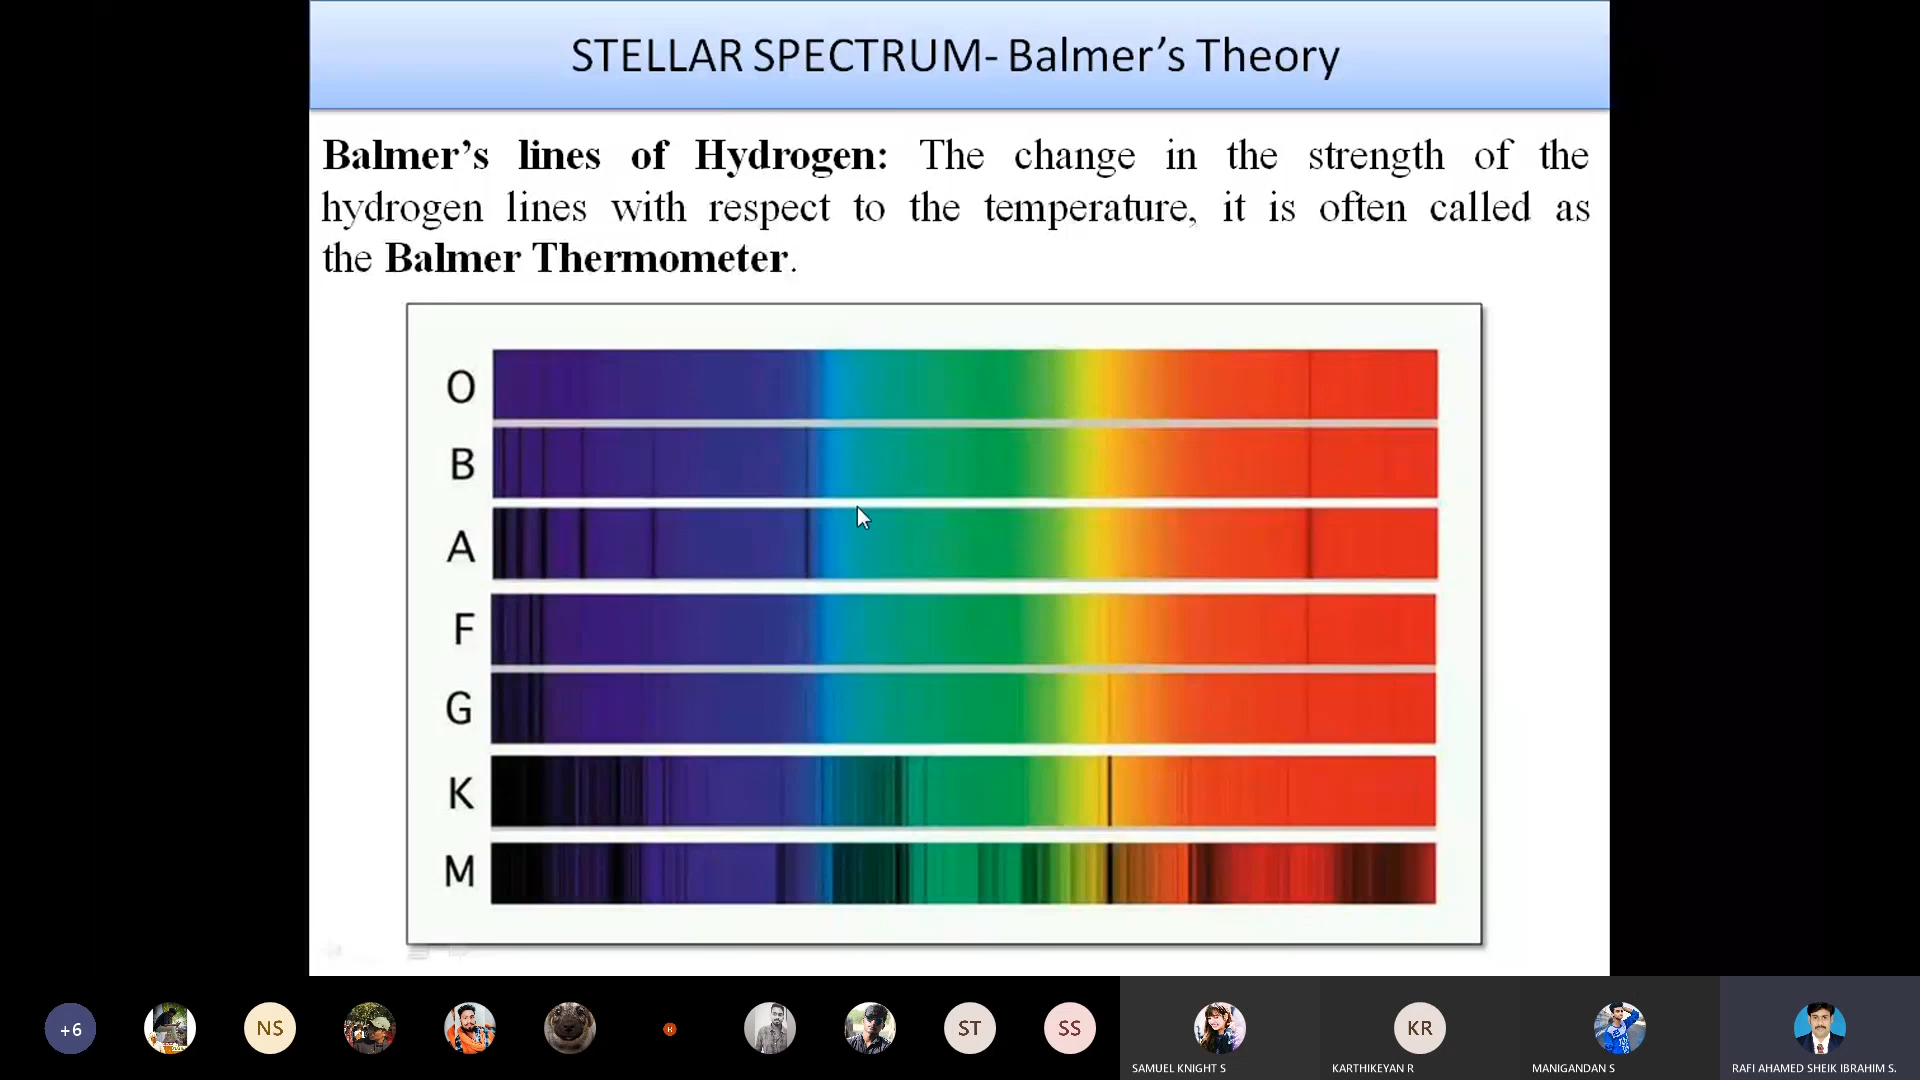 STELLAR SPECTRUM- Balmer’s Theory
Balmer’s lines of Hydrogen: The change in the strength of the
hydrogen lines with respect to the temperature, it is often called as
the Balmer Thermometer.
O
B
A
F
G
K
M
+6
NS
ST
SS
KR
SAMUEL KNIGHT S
KARTHIKEYAN R
MANIGANDAN S
RAFI AHAMED SHEIK IBRAHIM S.